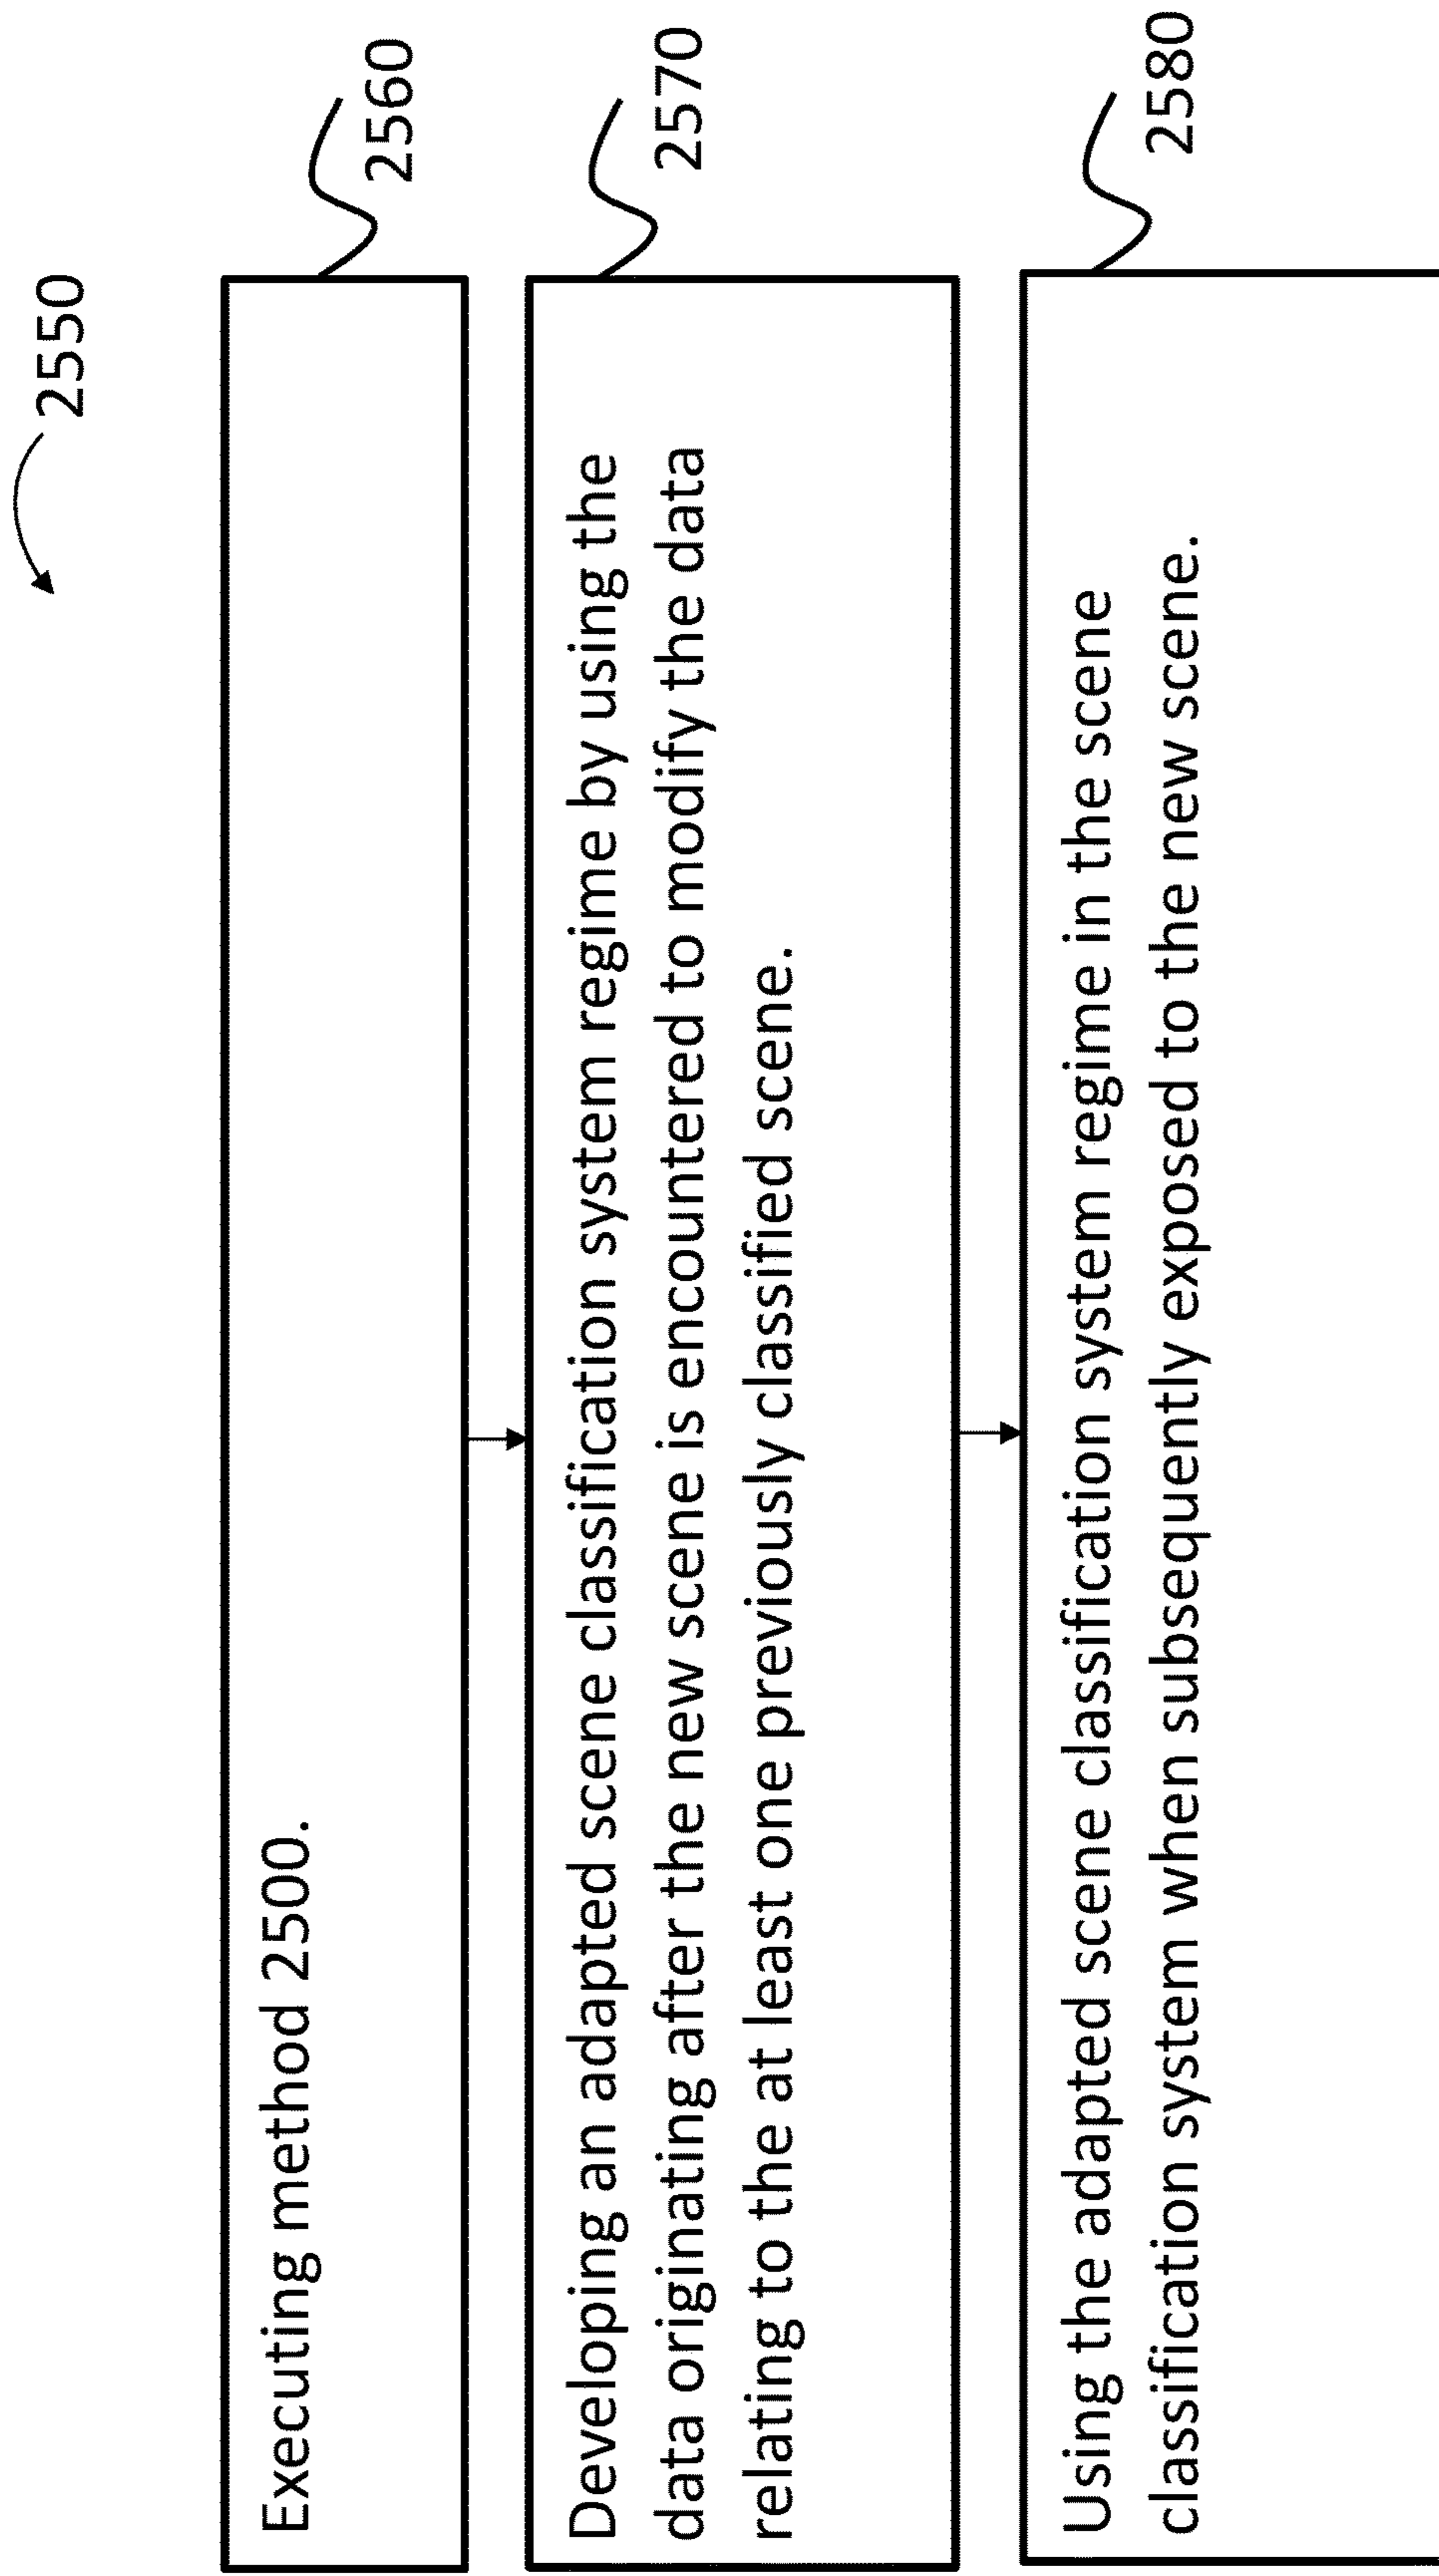 2550
Executing method 2500.
2560
Developing an adapted scene classification system regime by using the
data originating after the new scene is encountered to modify the data
relating to the at least one previously classified scene.
2570
Using the adapted scene classification system regime in the scene
classification system when subsequently exposed to the new scene.
2580